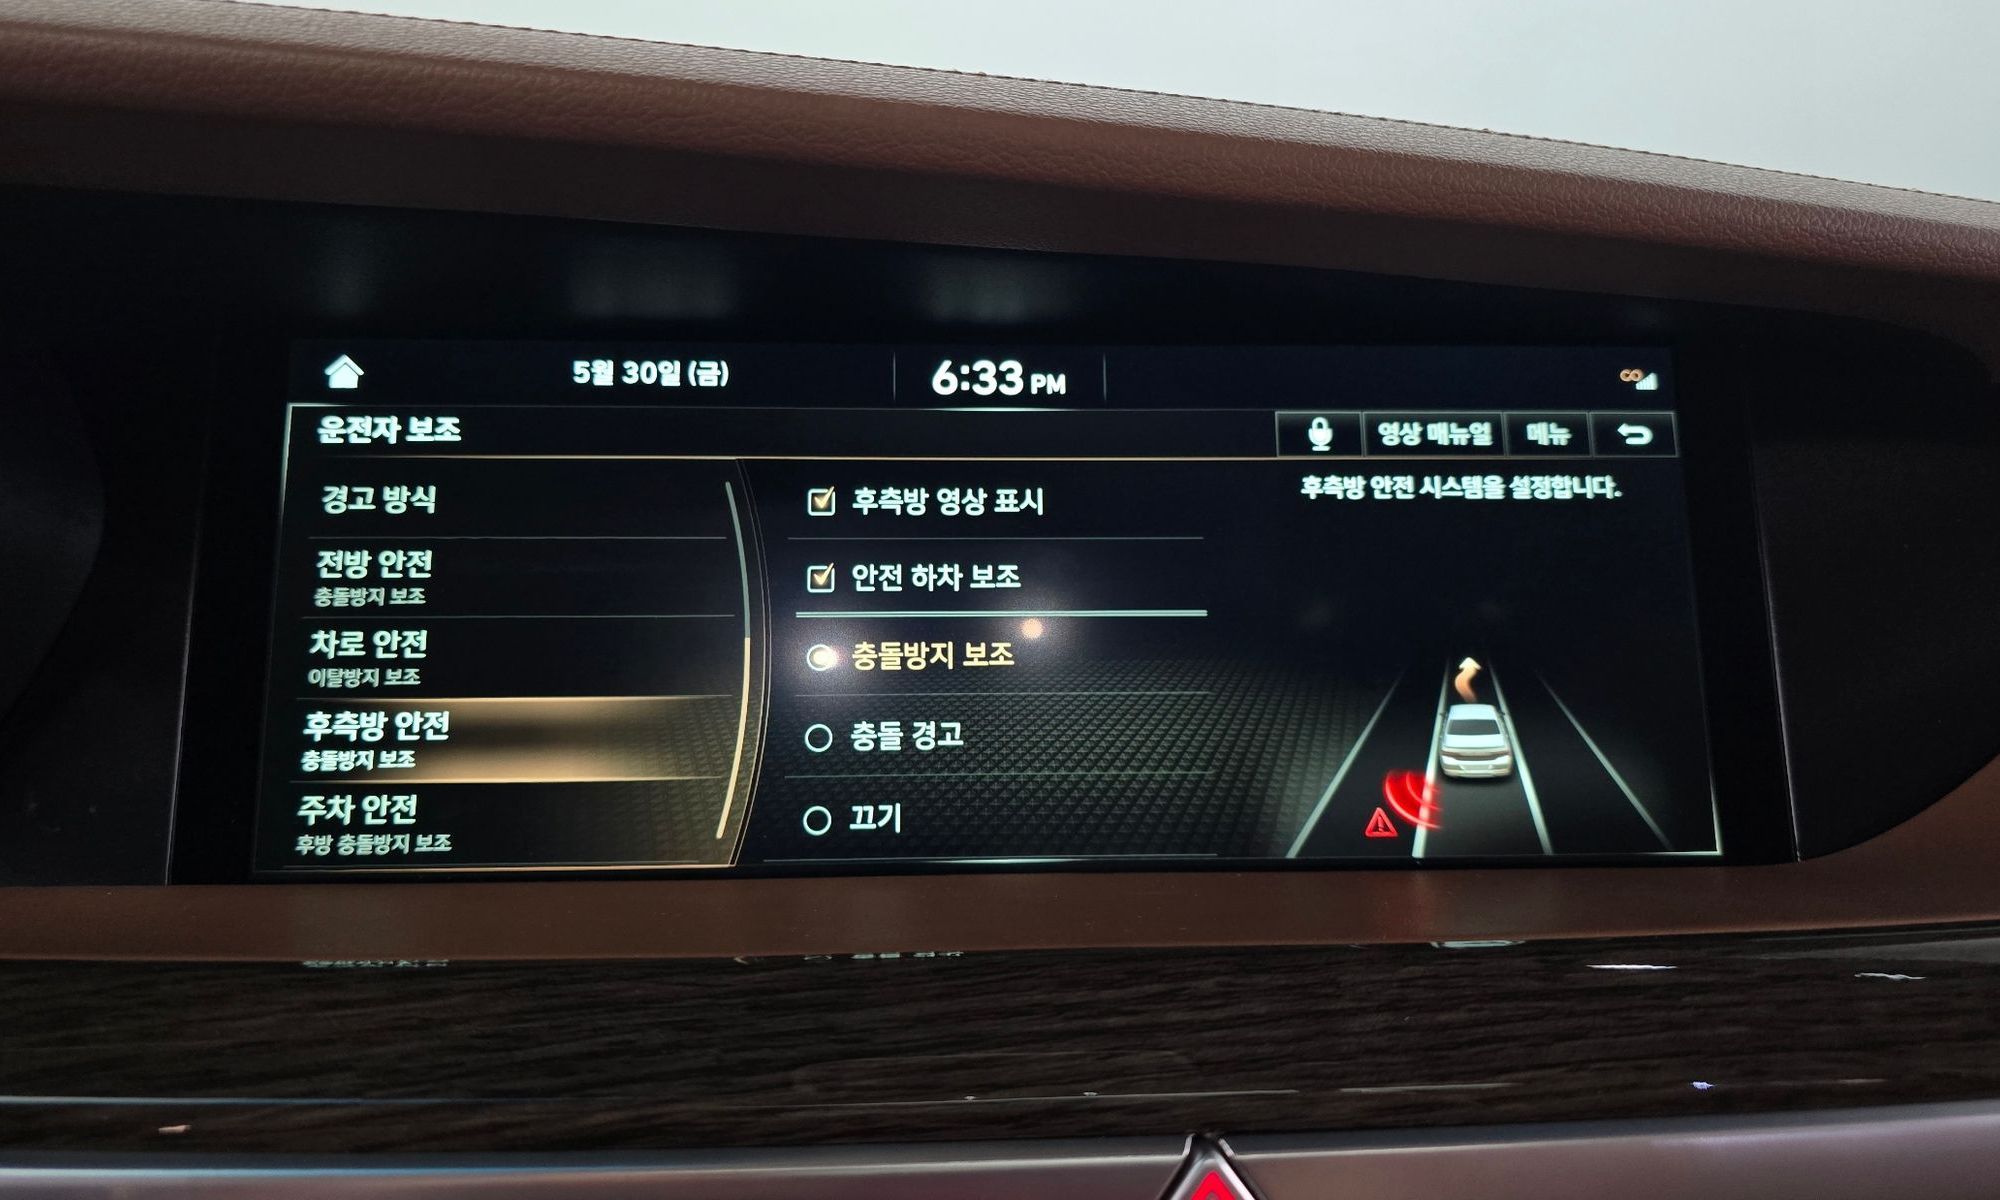 5월 30일 (금)
6:33 PM
운전자 보조
영상 매뉴얼
메뉴
경고 방식
전방 안전
충돌방지 보조
차로 안전
이탈방지 보조
후측방 안전
충돌방지 보조
주차 안전
후방 충돌방지 보조
후측방 영상 표시
안전 하차 보조
충돌방지 보조
충돌 경고
끄기
후측방 안전 시스템을 설정합니다.